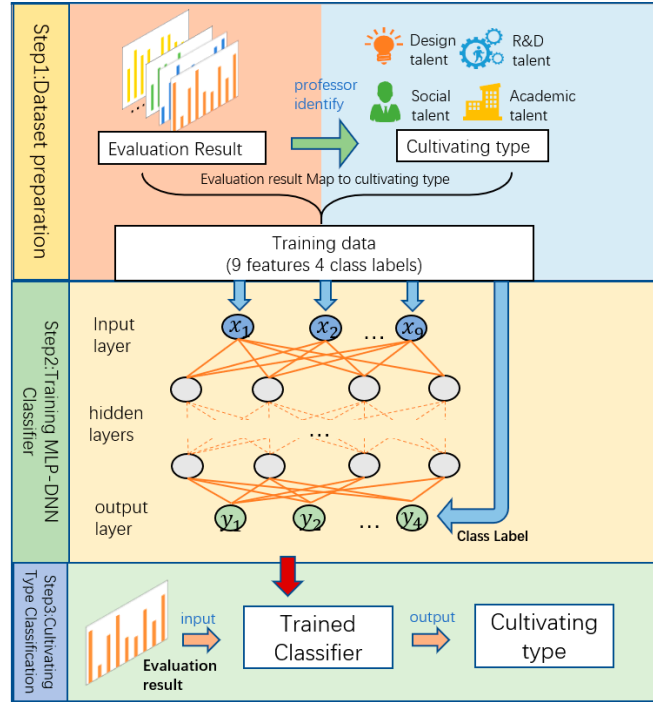 Step1:Dataset preparation
Design
talent
R&D
talent
professor
identify
Social
talent
Academic
talent
...
Evaluation Result
Cultivating type
Evaluation result Map to cultivating type
Training data
(9 features 4 class labels)
Step2:Training MLP-DNN
Classifier
Input
layer
x1
x2
...
x9
hidden
layers
...
output
layer
y1
y2
...
y4
Class Label
Step3:Cultivating
Type Classification
input
Evaluation
result
Trained
Classifier
output
Cultivating
type